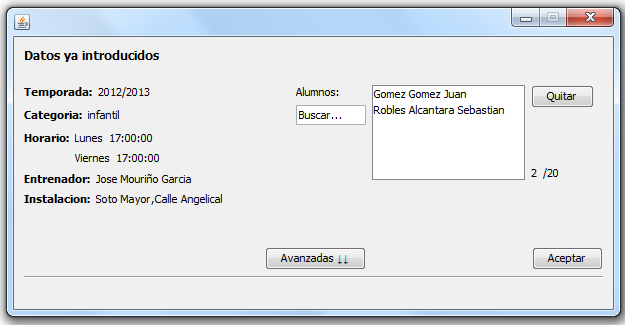 Datos ya introducidos
Temporada: 2012/2013
Categoria: infantil
Horario: Lunes 17:00:00
Viernes 17:00:00
Entrenador: Jose Mouriño Garcia
Instalacion: Soto Mayor,Calle Angelical
Alumnos:
Buscar...
Gomez Gomez Juan
Robles Alcantara Sebastian
Quitar
2 /20
Avanzadas ↓↓
Aceptar